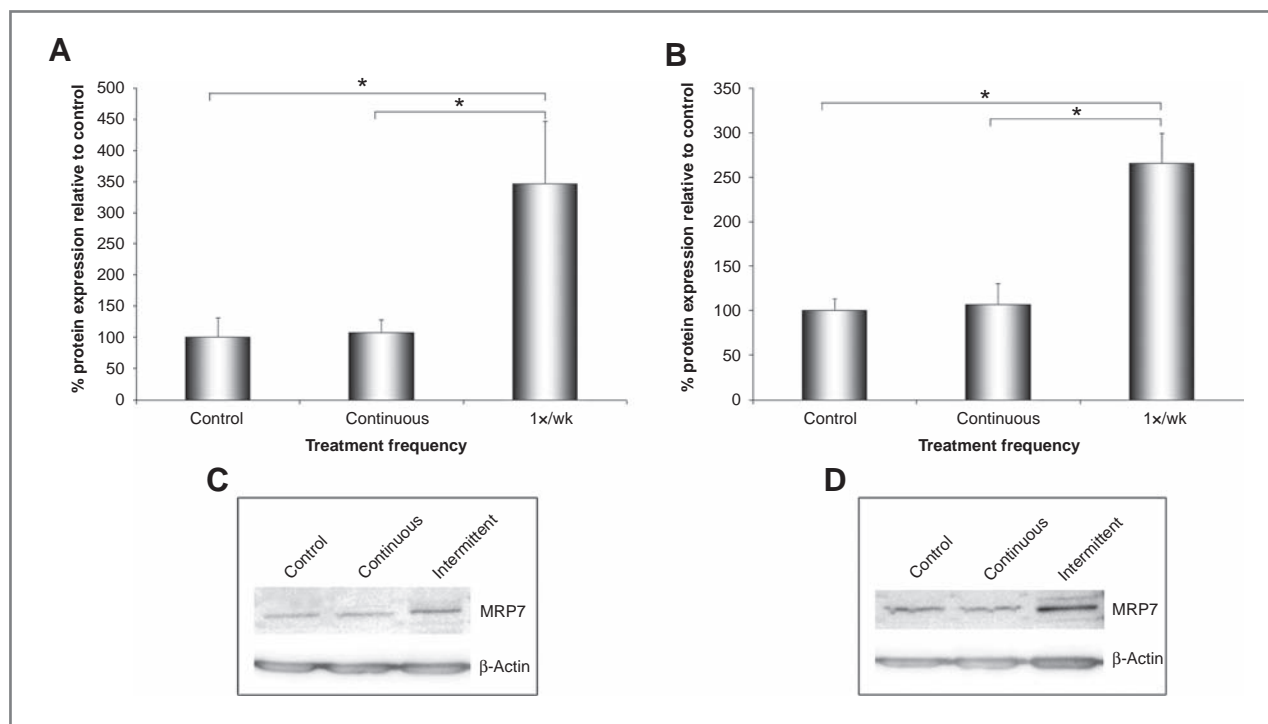 A
% protein expression relative to control
500
450
400
350
300
250
200
150
100
50
0
*
*
Control
Continuous
1×/wk
Treatment frequency
B
% protein expression relative to control
350
300
250
200
150
100
50
0
*
*
Control
Continuous
1×/wk
Treatment frequency
C
Control
Continuous
Intermittent
MRP7
β-Actin
D
Control
Continuous
Intermittent
MRP7
β-Actin